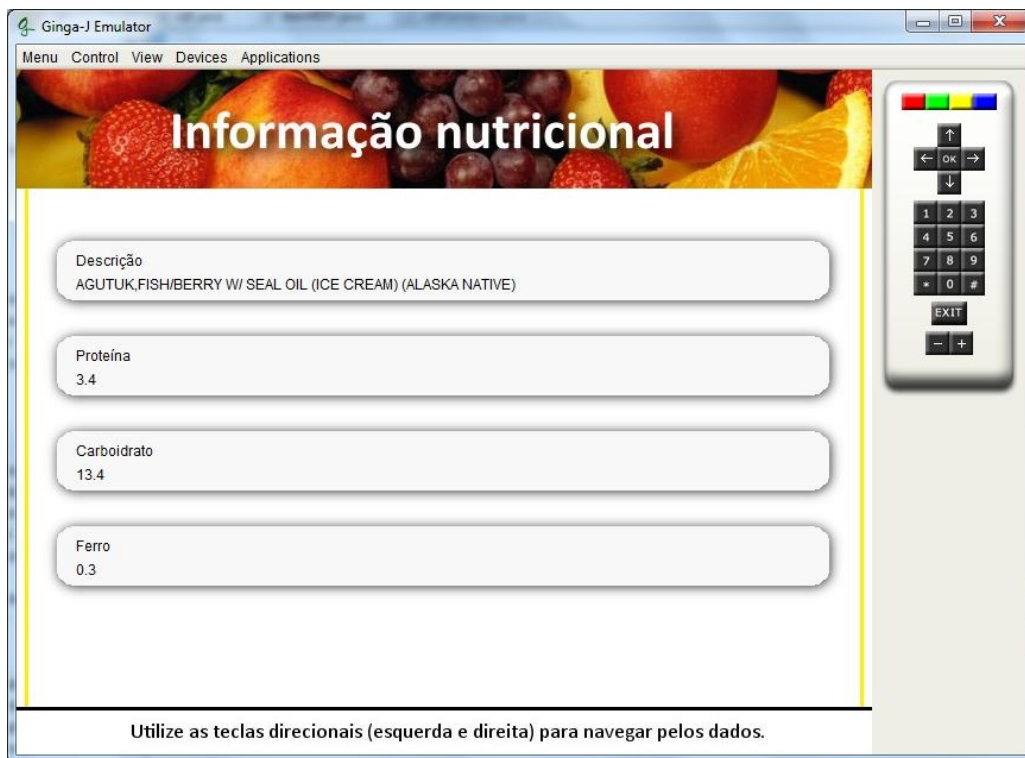 Ginga-J Emulator
Menu Control View Devices Applications
Informação nutricional
Descrição
AGUTUK,FISH/BERRY W/ SEAL OIL (ICE CREAM) (ALASKA NATIVE)
Proteína
3.4
Carboidrato
13.4
Ferro
0.3
Utilize as teclas direcionais (esquerda e direita) para navegar pelos dados.
↑
← OK →
↓
1 2 3
4 5 6
7 8 9
* 0 #
EXIT
− +